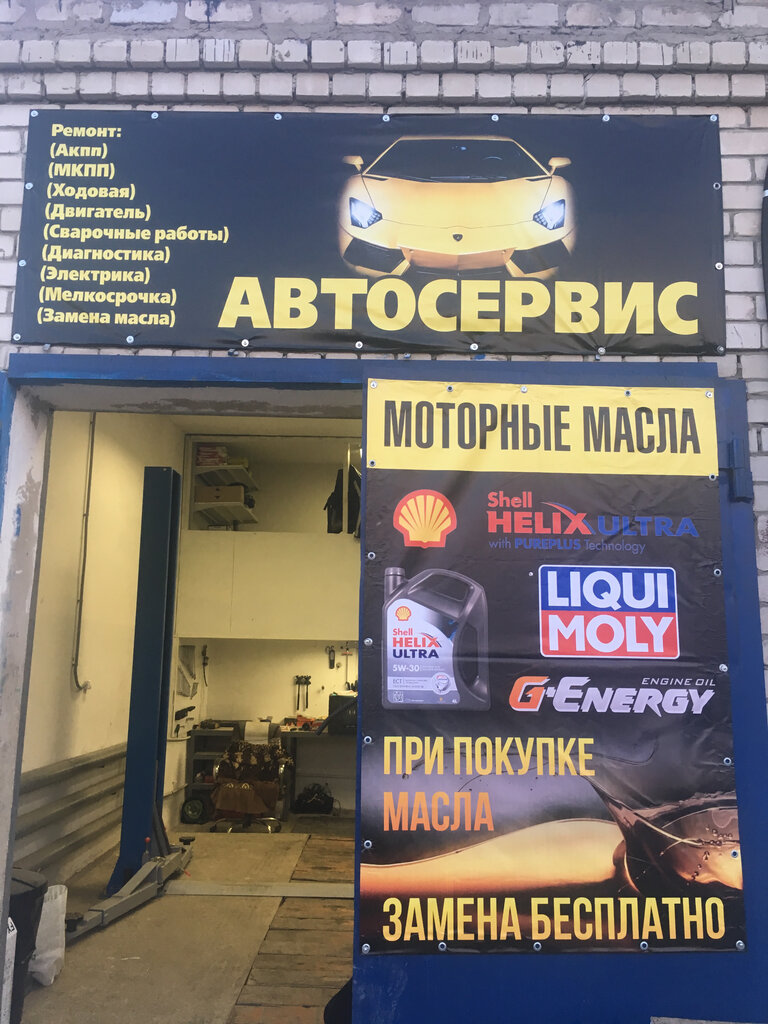 Ремонт:
(Акпп)
(МКПП)
(Ходовая)
(Двигатель)
(Сварочные работы)
(Диагностика)
(Электрика)
(Мелкосрочка)
(Замена масла)
АВТОСЕРВИС
МОТОРНЫЕ МАСЛА
Shell
HELIX ULTRA
with PUREPLUS Technology
LIQUI
MOLY
Shell
HELIX
ULTRA
5W-30
ECT
ENGINE OIL
G-ENERGY
ПРИ ПОКУПКЕ
МАСЛА
ЗАМЕНА БЕСПЛАТНО